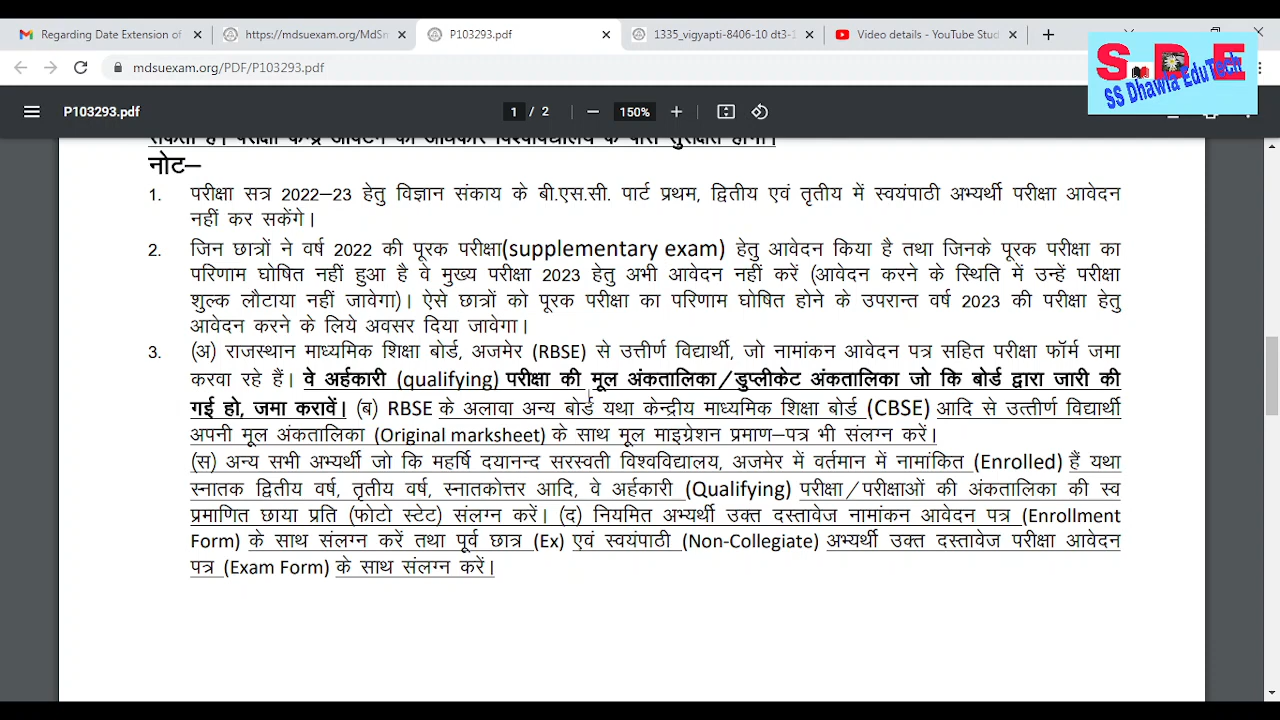 Regarding Date Extension of
https://mdsuexam.org/MdSn
P103293.pdf
1335_vigyapti-8406-10 dt3-1
Video details - YouTube Stud
mdsuexam.org/PDF/P103293.pdf
S D E
SS Dhawla EduTech
P103293.pdf
1 / 2
150%
सकता है। परीक्षा केन्द्र आवंटन का अधिकार विश्वविद्यालय के पास सुरक्षित होगा।
नोट–
1. परीक्षा सत्र 2022–23 हेतु विज्ञान संकाय के बी.एस.सी. पार्ट प्रथम, द्वितीय एवं तृतीय में स्वयंपाठी अभ्यर्थी परीक्षा आवेदन
नहीं कर सकेंगे।
2. जिन छात्रों ने वर्ष 2022 की पूरक परीक्षा(supplementary exam) हेतु आवेदन किया है तथा जिनके पूरक परीक्षा का
परिणाम घोषित नहीं हुआ है वे मुख्य परीक्षा 2023 हेतु अभी आवेदन नहीं करें (आवेदन करने के स्थिति में उन्हें परीक्षा
शुल्क लौटाया नहीं जावेगा)। ऐसे छात्रों को पूरक परीक्षा का परिणाम घोषित होने के उपरान्त वर्ष 2023 की परीक्षा हेतु
आवेदन करने के लिये अवसर दिया जावेगा।
3. (अ) राजस्थान माध्यमिक शिक्षा बोर्ड, अजमेर (RBSE) से उत्तीर्ण विद्यार्थी, जो नामांकन आवेदन पत्र सहित परीक्षा फॉर्म जमा
करवा रहे हैं। वे अर्हकारी (qualifying) परीक्षा की मूल अंकतालिका/डुप्लीकेट अंकतालिका जो कि बोर्ड द्वारा जारी की
गई हो, जमा करावें। (ब) RBSE के अलावा अन्य बोर्ड यथा केन्द्रीय माध्यमिक शिक्षा बोर्ड (CBSE) आदि से उत्तीर्ण विद्यार्थी
अपनी मूल अंकतालिका (Original marksheet) के साथ मूल माइग्रेशन प्रमाण–पत्र भी संलग्न करें।
(स) अन्य सभी अभ्यर्थी जो कि महर्षि दयानन्द सरस्वती विश्वविद्यालय, अजमेर में वर्तमान में नामांकित (Enrolled) हैं यथा
स्नातक द्वितीय वर्ष, तृतीय वर्ष, स्नातकोत्तर आदि, वे अर्हकारी (Qualifying) परीक्षा/परीक्षाओं की अंकतालिका की स्व
प्रमाणित छाया प्रति (फोटो स्टेट) संलग्न करें। (द) नियमित अभ्यर्थी उक्त दस्तावेज नामांकन आवेदन पत्र (Enrollment
Form) के साथ संलग्न करें तथा पूर्व छात्र (Ex) एवं स्वयंपाठी (Non-Collegiate) अभ्यर्थी उक्त दस्तावेज परीक्षा आवेदन
पत्र (Exam Form) के साथ संलग्न करें।